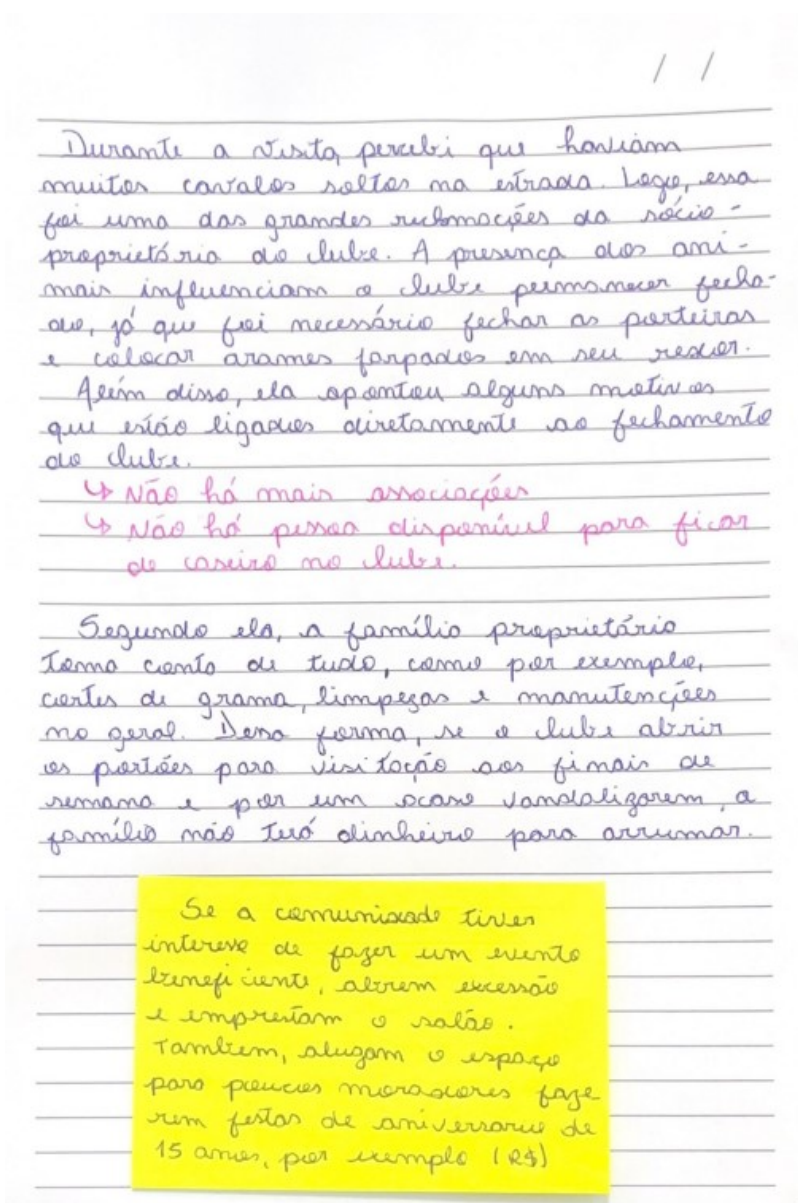 / /
Durante a visita, percebi que haviam
muitos cavalos soltos na estrada. Logo, essa
foi uma das grandes reclamações da sócio-
proprietária do clube. A presença dos ani-
mais influenciam o clube permanecer fecha-
do, já que foi necessário fechar as porteiras
e colocar arames farpados em seu redor.
Além disso, ela apontou alguns motivos
que estão ligados diretamente ao fechamento
do clube.
↳ Não há mais associações
↳ Não há pessoa disponível para ficar
de caseiro no clube.
Segundo ela, a família proprietária
toma conta de tudo, como por exemplo,
cortes de grama, limpezas e manutenções
no geral. Dessa forma, se o clube abrir
os portões para visitação aos finais de
semana e por um acaso vandalizarem, a
família não terá dinheiro para arrumar.
Se a comunidade tiver
interesse de fazer um evento
beneficiente, abrem excessão
e emprestam o salão.
Tambem, alugam o espaço
para poucos moradores faze
rem festas de aniversario de
15 anos, por exemplo (R$)